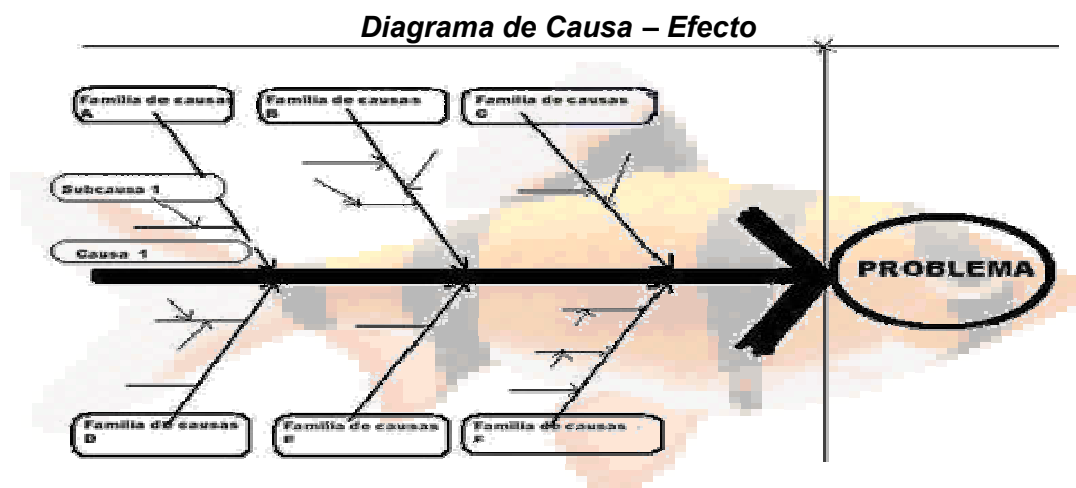 Diagrama de Causa – Efecto
Familia de causas
A
Familia de causas
B
Familia de causas
C
Subcausa 1
Causa 1
PROBLEMA
Familia de causas
D
Familia de causas
E
Familia de causas
F